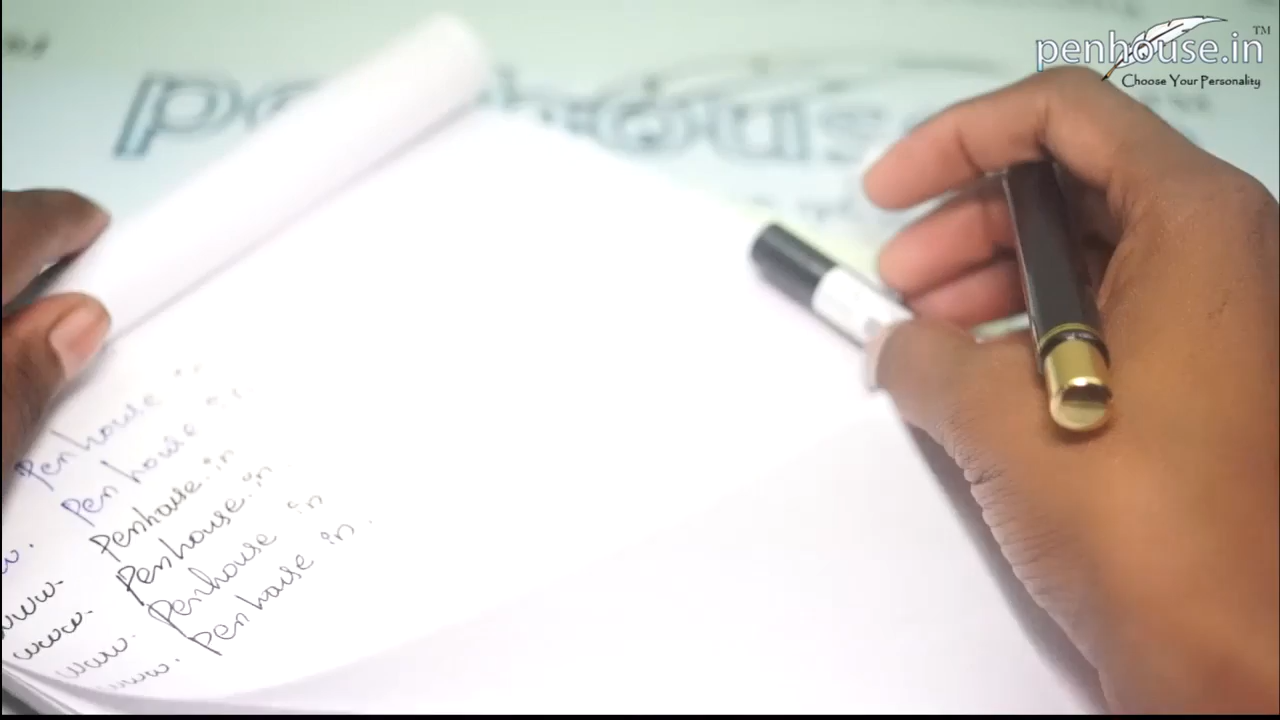 penhouse.in
TM
Choose Your Personality
penhouse
Penhouse
Penhouse
Penhouse.in
www. Penhouse.in
www. Penhouse in
www. Penhouse in.
www.